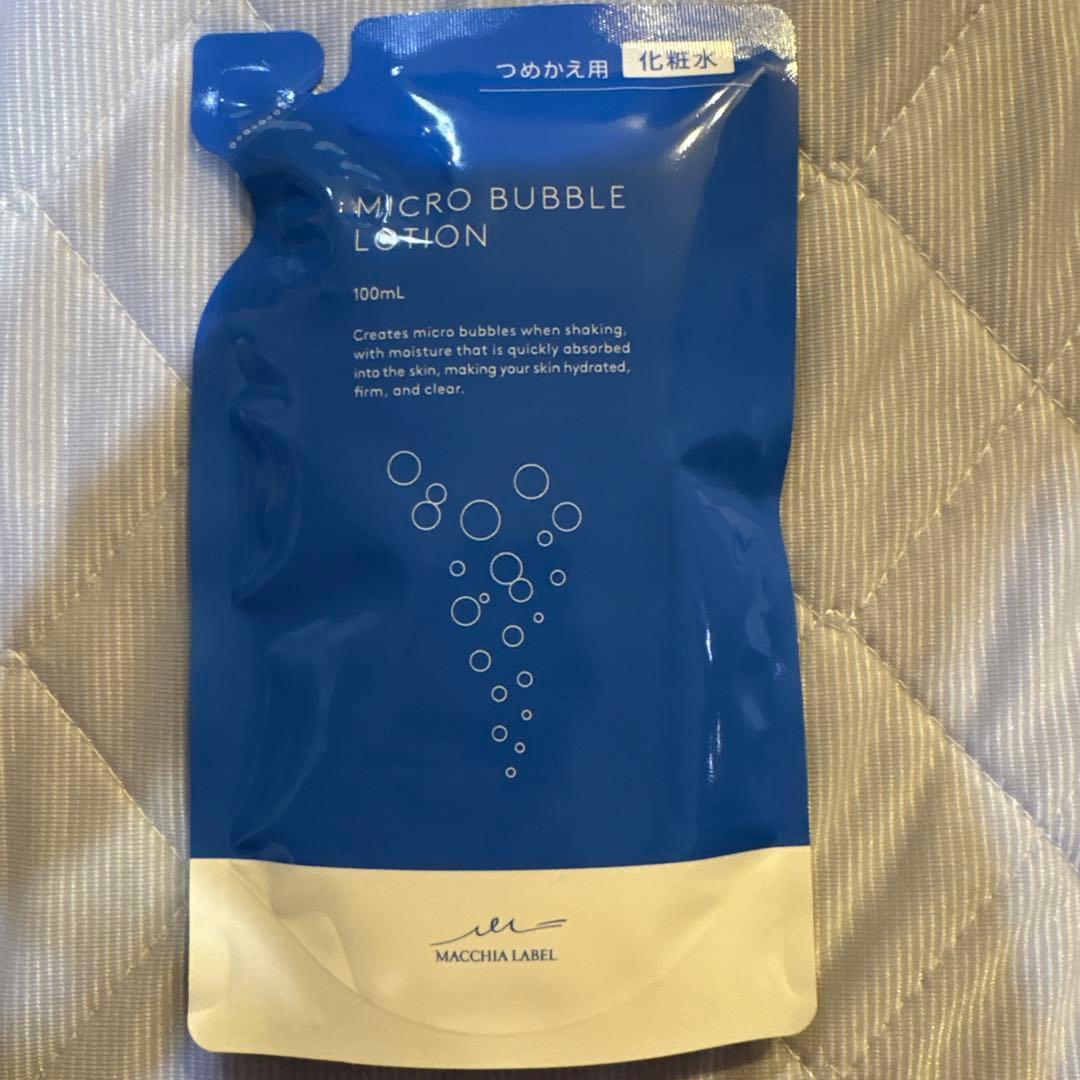 つめかえ用 化粧水
MICRO BUBBLE
LOTION
100mL
Creates micro bubbles when shaking,
with moisture that is quickly absorbed
into the skin, making your skin hydrated,
firm, and clear.
MACCHIA LABEL